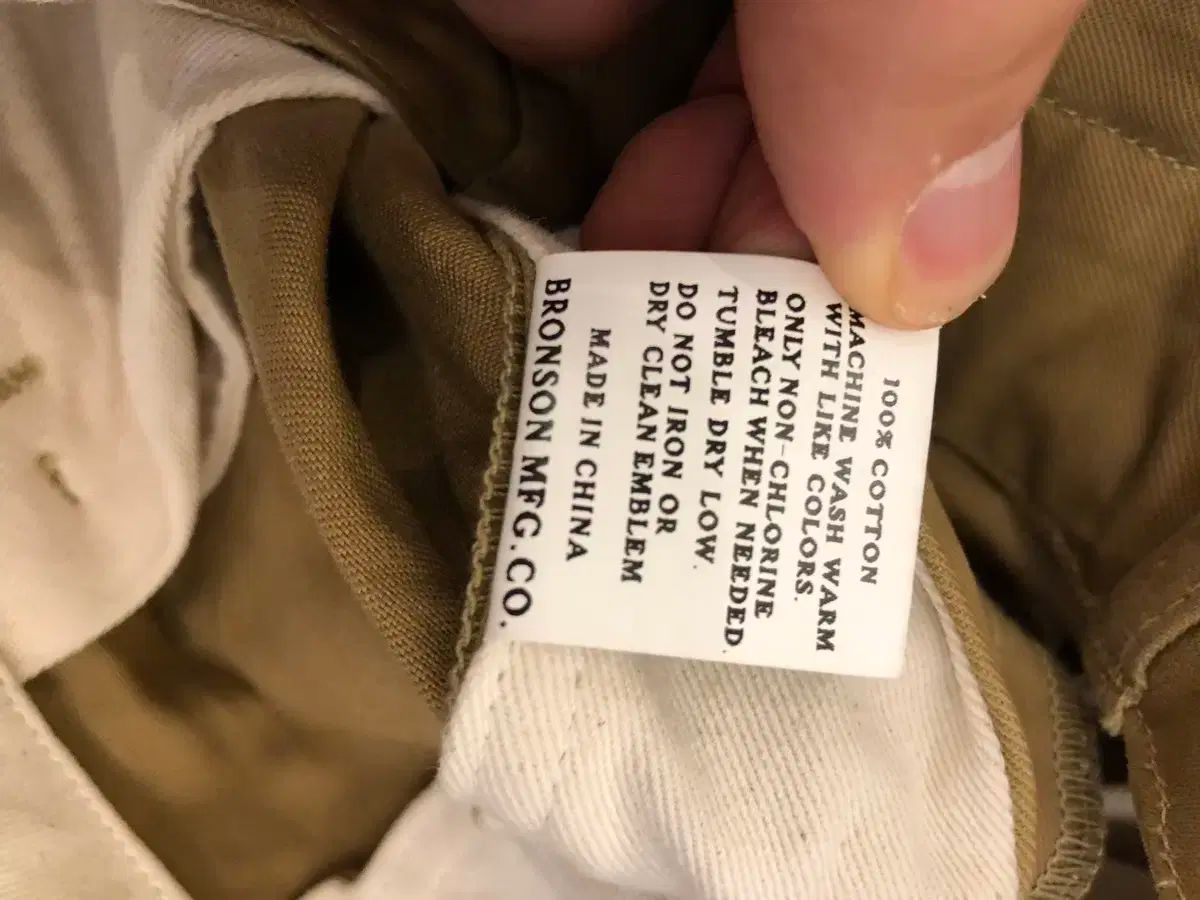 100% COTTON
MACHINE WASH WARM
WITH LIKE COLORS.
ONLY NON-CHLORINE
BLEACH WHEN NEEDED.
TUMBLE DRY LOW.
DO NOT IRON OR
DRY CLEAN EMBLEM
MADE IN CHINA
BRONSON MFG. CO.